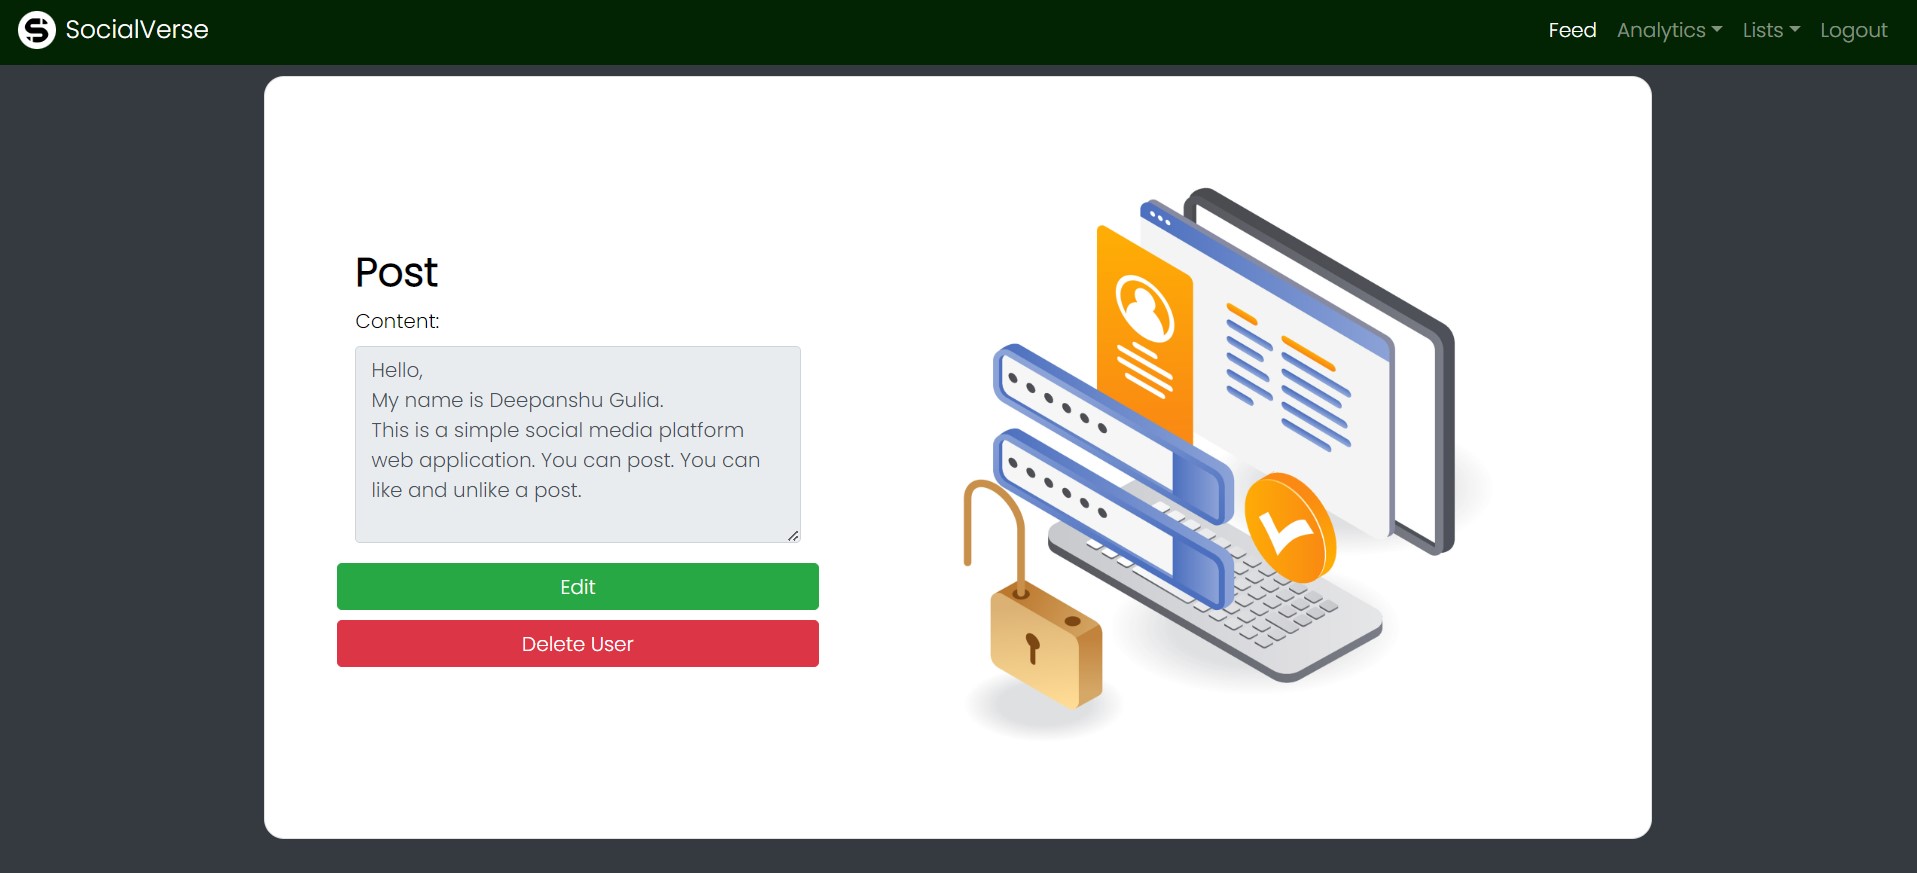 SocialVerse
Feed Analytics Lists Logout
Post
Content:
Hello,
My name is Deepanshu Gulia.
This is a simple social media platform
web application. You can post. You can
like and unlike a post.
Edit
Delete User